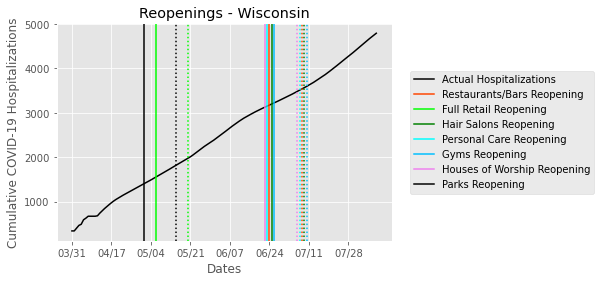 Reopenings - Wisconsin
Cumulative COVID-19 Hospitalizations
5000
4000
3000
2000
1000
03/31 04/17 05/04 05/21 06/07 06/24 07/11 07/28
Dates
Actual Hospitalizations
Restaurants/Bars Reopening
Full Retail Reopening
Hair Salons Reopening
Personal Care Reopening
Gyms Reopening
Houses of Worship Reopening
Parks Reopening